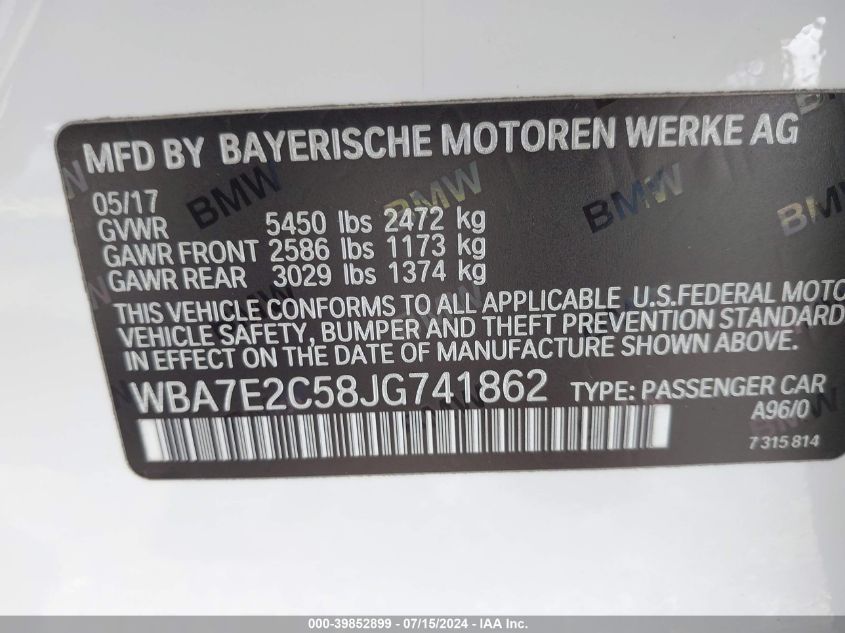 MFD BY BAYERISCHE MOTOREN WERKE AG
05/17
GVWR 5450 lbs 2472 kg
GAWR FRONT 2586 lbs 1173 kg
GAWR REAR 3029 lbs 1374 kg
THIS VEHICLE CONFORMS TO ALL APPLICABLE U.S.FEDERAL MOTO
VEHICLE SAFETY, BUMPER AND THEFT PREVENTION STANDARD
IN EFFECT ON THE DATE OF MANUFACTURE SHOWN ABOVE.
WBA7E2C58JG741862 TYPE: PASSENGER CAR
A96/0
7 315 814
BMW BMW BMW
000-39852899 / 07/15/2024 - IAA Inc.